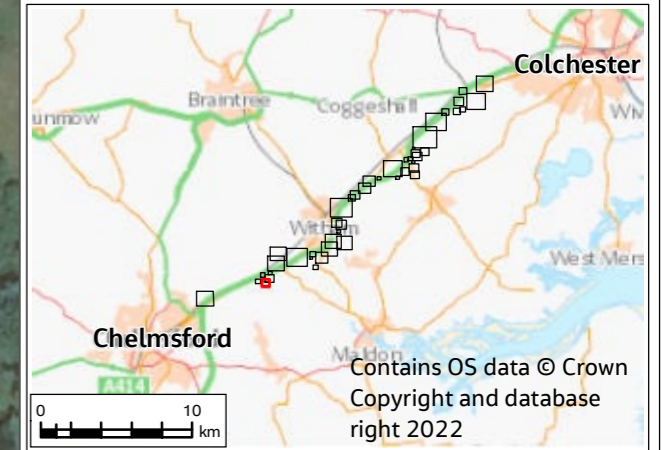 Colchester
Braintree
Coggeshall
unmow
Witham
West Mers
Chelmsford
Maldon
A414
Contains OS data © Crown
Copyright and database
right 2022
0 10
km